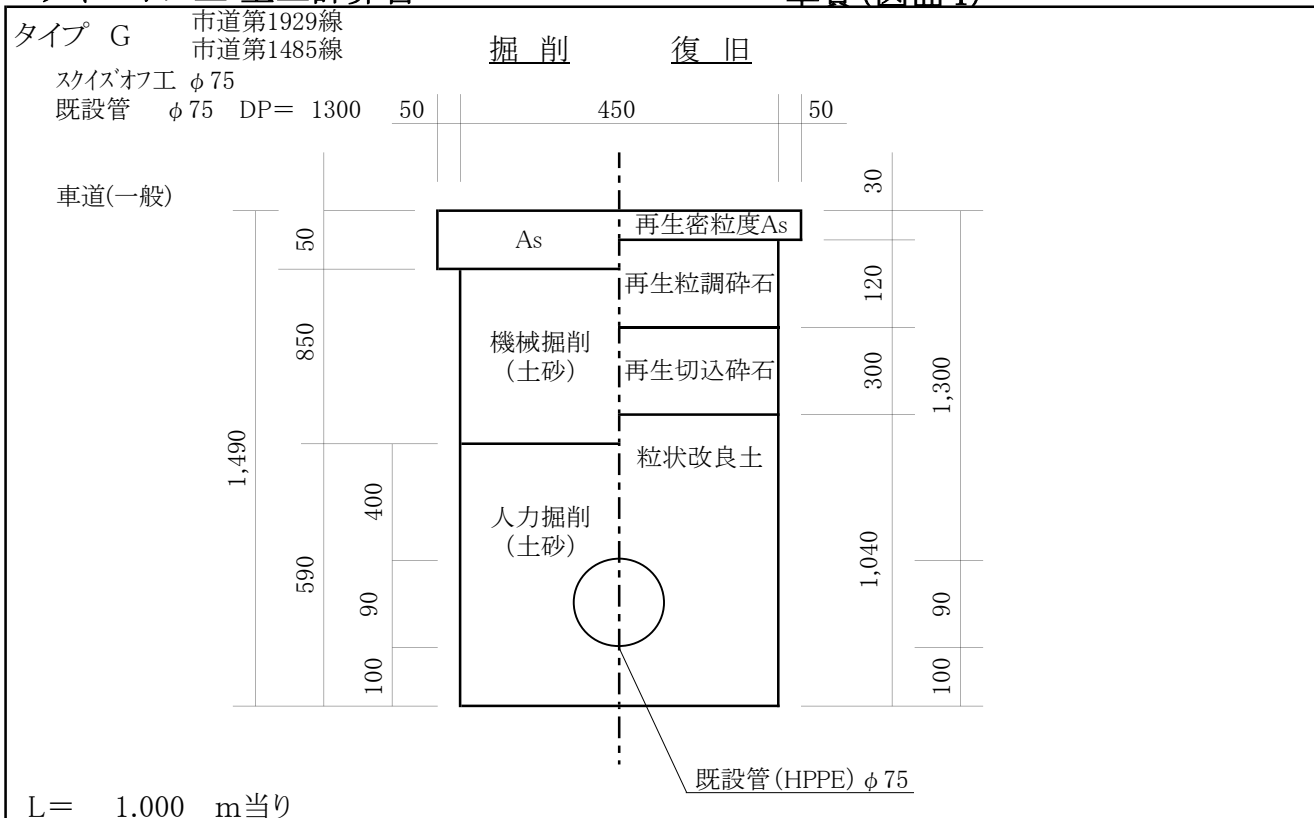 タイプ G
市道第1929線
市道第1485線
掘 削 復 旧
スクイズオフ工 φ75
既設管 φ75 DP= 1300
50 450 50
車道(一般)
30
50
As
再生密粒度As
再生粒調砕石
120
850
機械掘削
(土砂)
再生切込砕石
300
1,300
1,490
粒状改良土
400
人力掘削
(土砂)
590
1,040
90
90
100
100
既設管(HPPE)φ75
L= 1.000 m当り